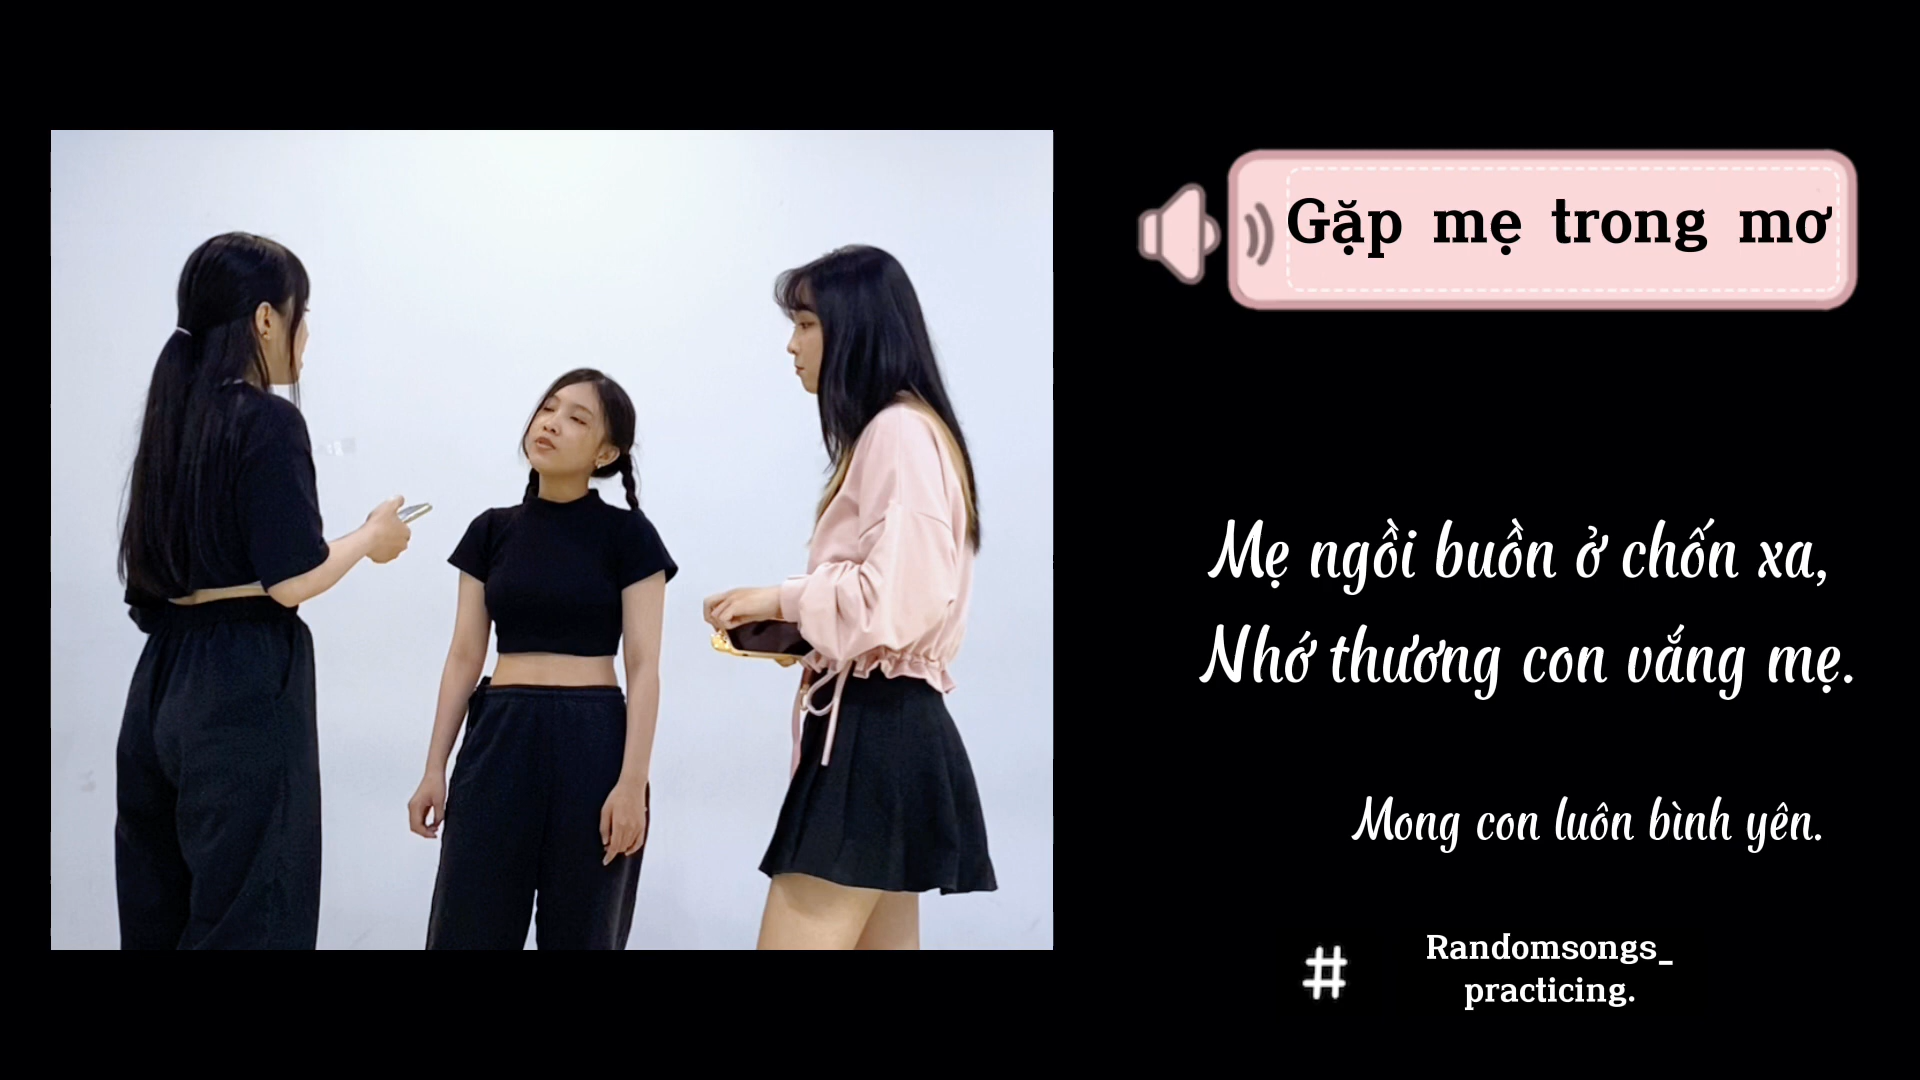 Gặp mẹ trong mơ
Mẹ ngồi buồn ở chốn xa,
Nhớ thương con vắng mẹ.
Mong con luôn bình yên.
# Randomsongs_
practicing.